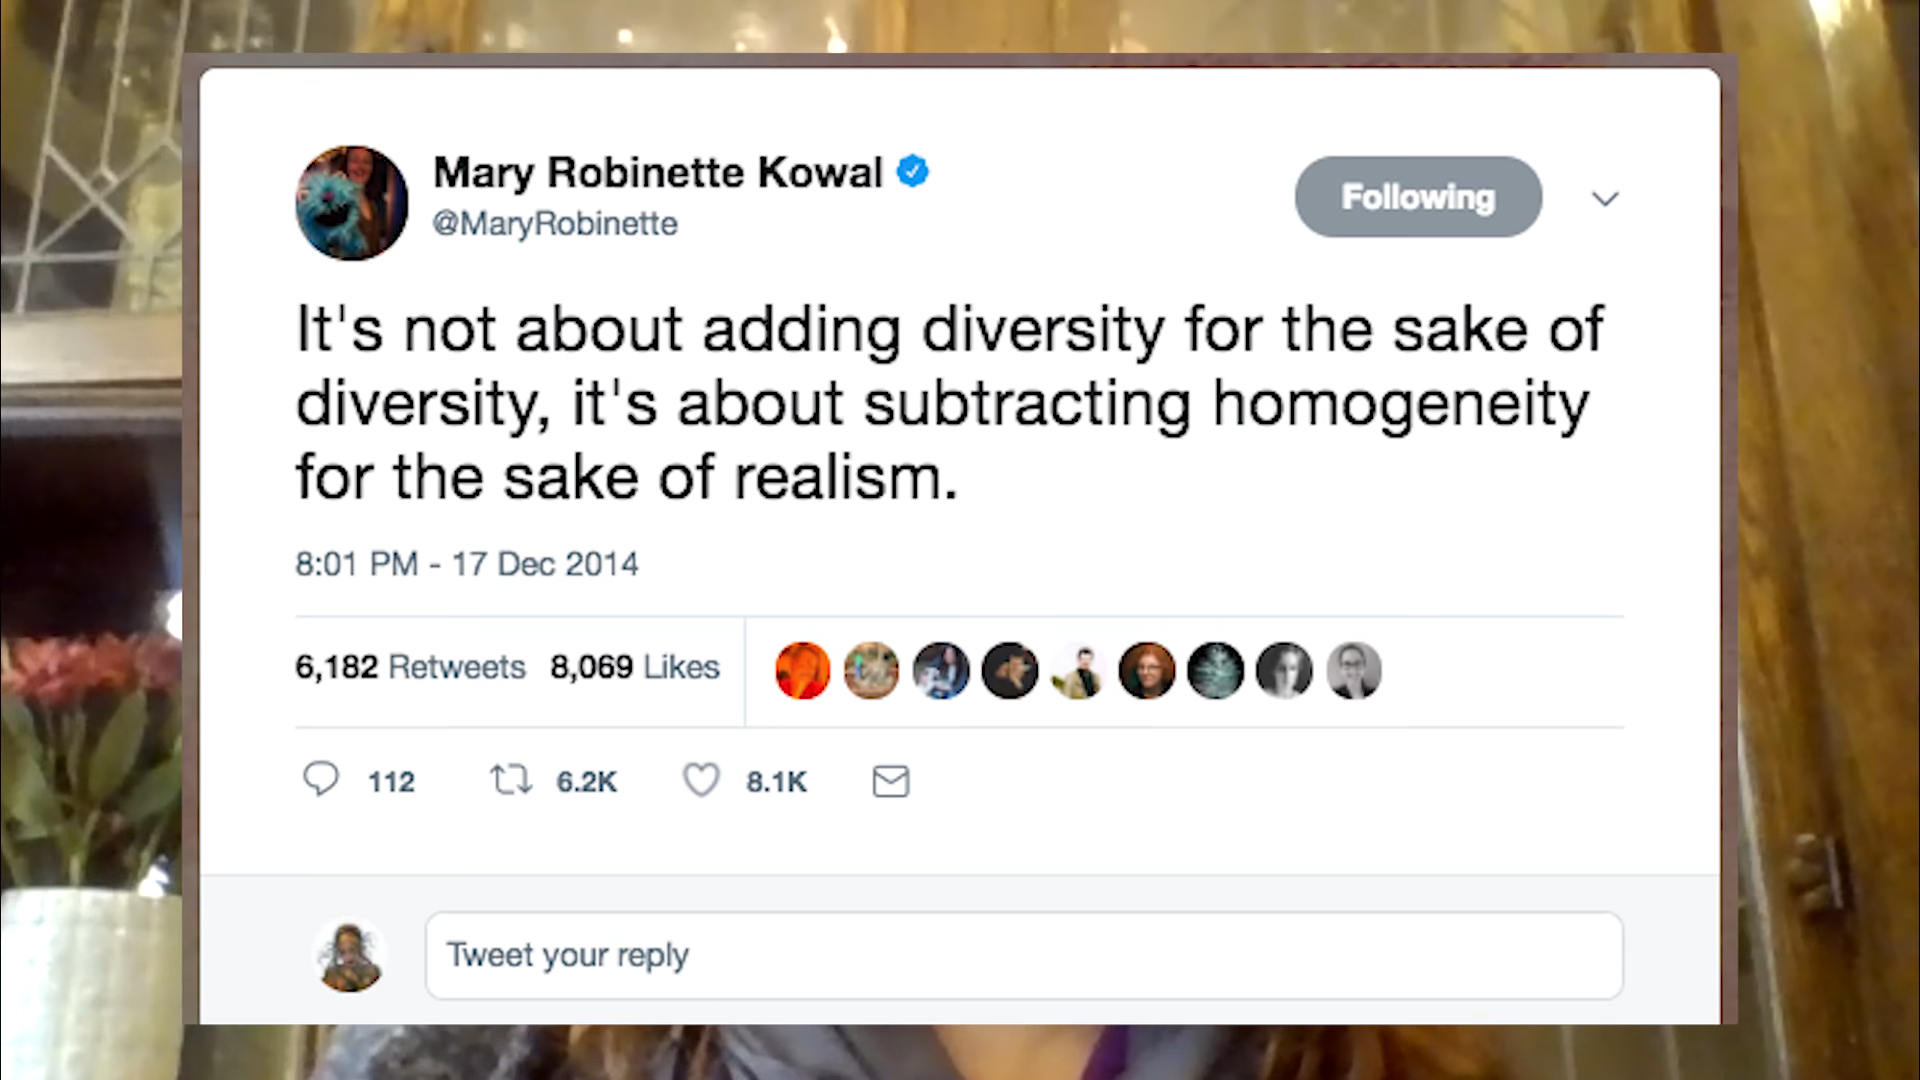 Mary Robinette Kowal
@MaryRobinette
Following
It's not about adding diversity for the sake of
diversity, it's about subtracting homogeneity
for the sake of realism.
8:01 PM - 17 Dec 2014
6,182 Retweets 8,069 Likes
112 6.2K 8.1K
Tweet your reply